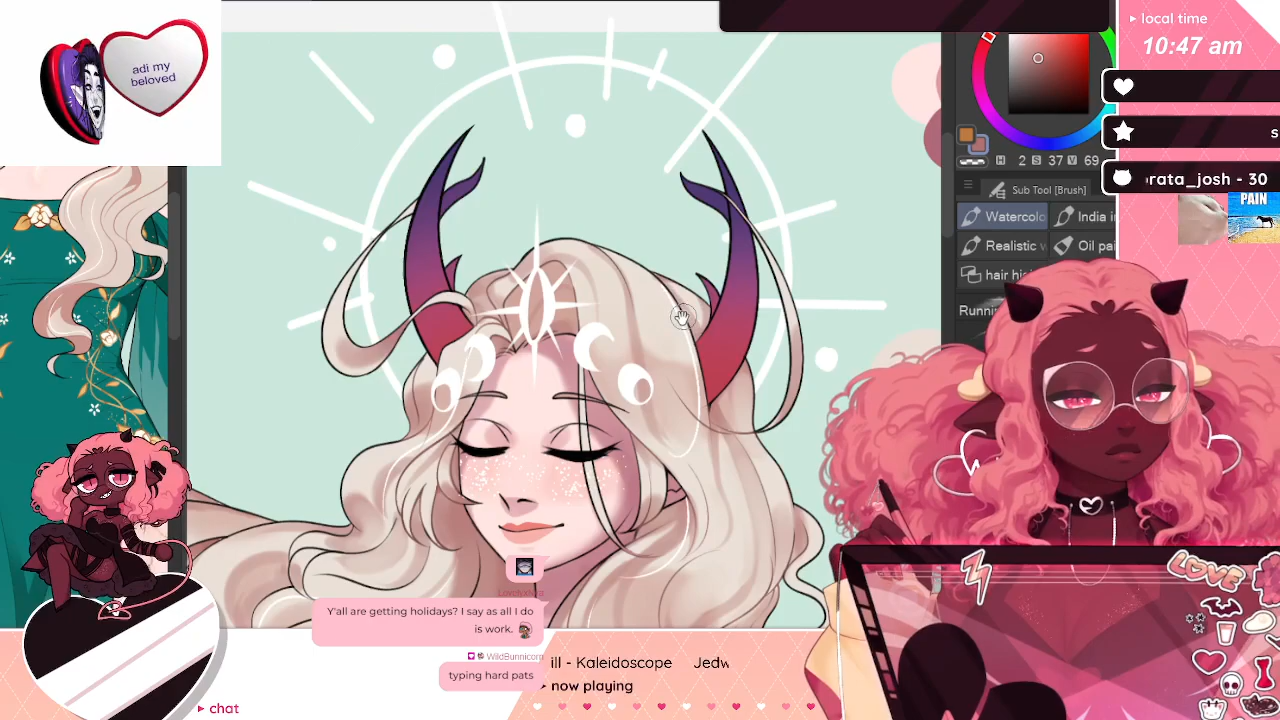 adi my
beloved
local time
10:47 am
H 2 S 37 V 69
Sub Tool [Brush]
Watercolo
India i
Realistic
Oil pai
hair hi
Runni
s
rata_josh - 30
PAIN
Y'all are getting holidays? I say as all I do
is work.
WildBunnicorn
typing hard pats
chat
ill - Kaleidoscope Jedw
now playing
LOVE